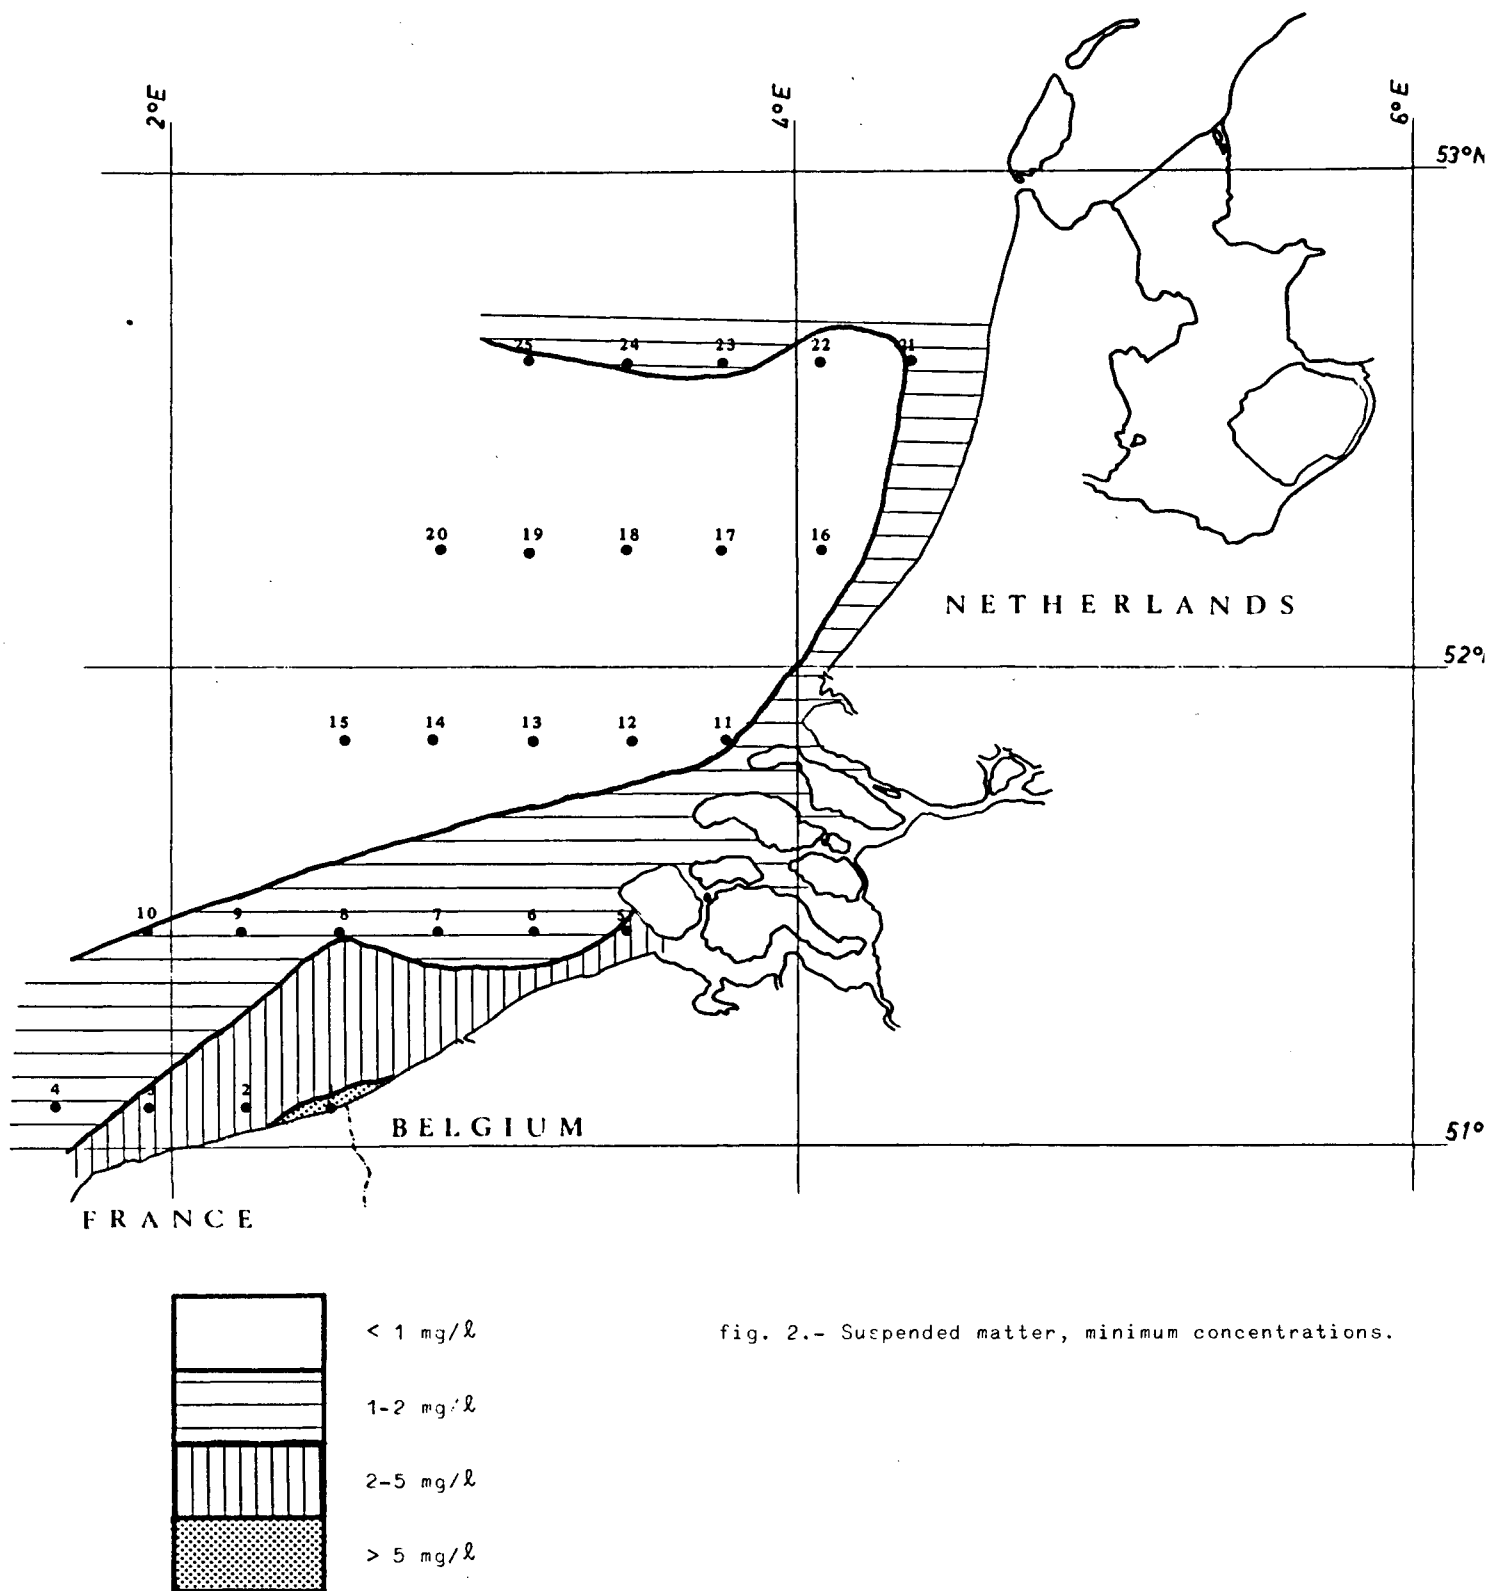 2°E
4°E
6°E
53°N
25 24 23 22 21
20 19 18 17 16
NETHERLANDS
52°
15 14 13 12 11
10 9 8 7 6 5
4 3 2 1
BELGIUM
51°
FRANCE
< 1 mg/ℓ
fig. 2.- Suspended matter, minimum concentrations.
1-2 mg/ℓ
2-5 mg/ℓ
> 5 mg/ℓ